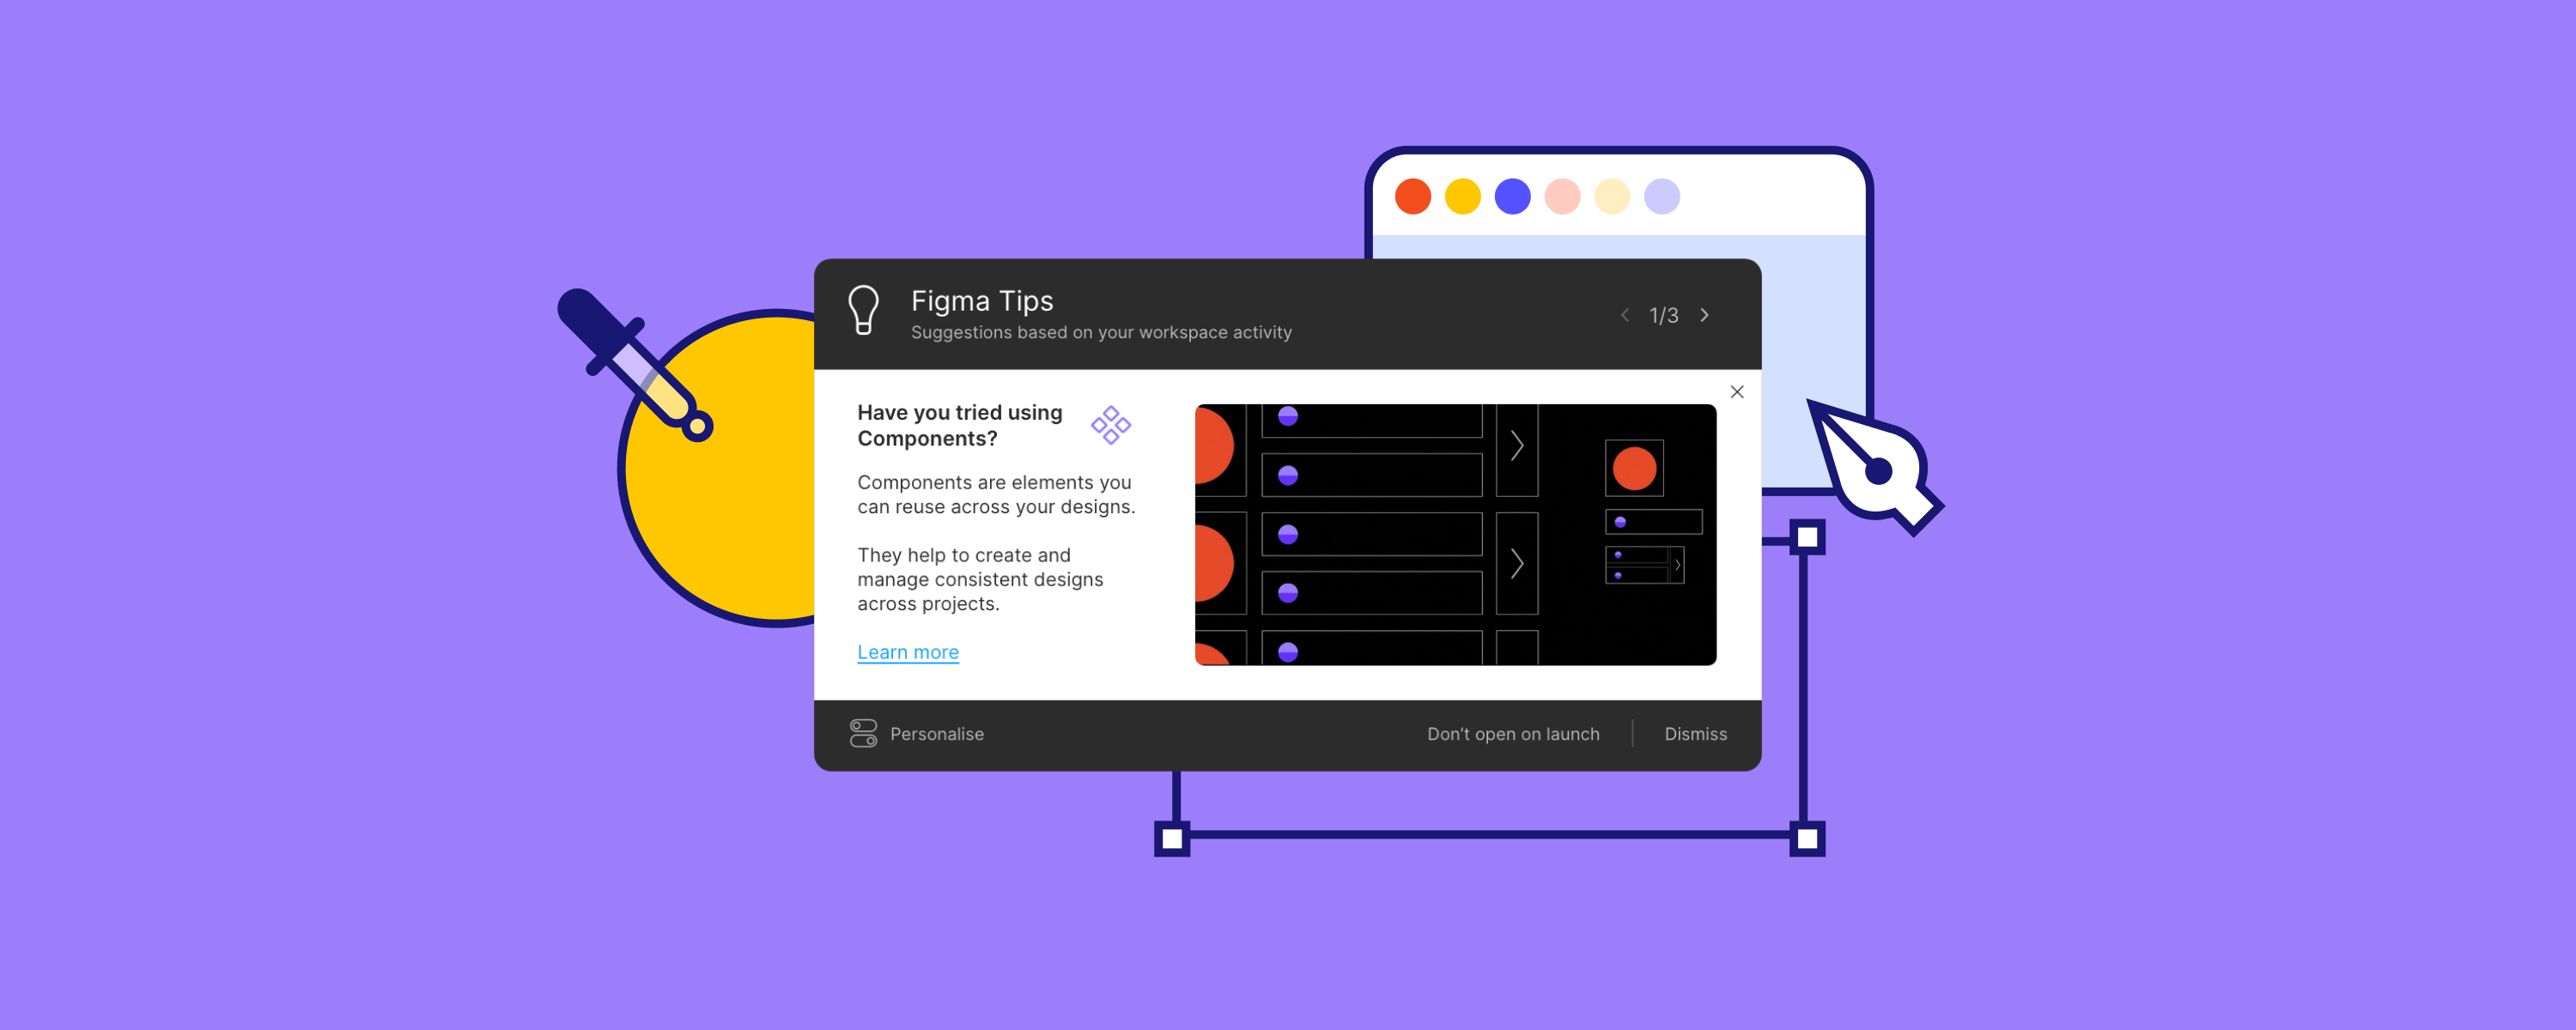 Figma Tips
Suggestions based on your workspace activity
1/3
Have you tried using
Components?
Components are elements you
can reuse across your designs.
They help to create and
manage consistent designs
across projects.
Learn more
Personalise
Don’t open on launch
Dismiss